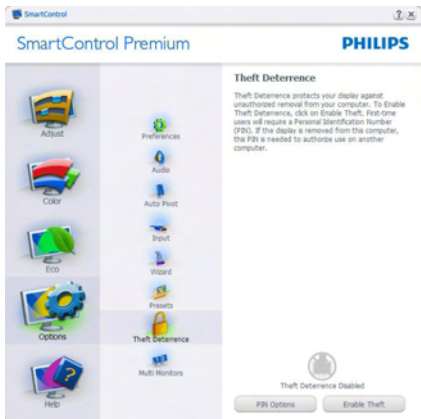 SmartControl
? ×
SmartControl Premium
PHILIPS
Adjust
Color
Eco
Options
Help
Preferences
Audio
Auto Pivot
Input
Wizard
Presets
Theft Deterrence
Multi Monitors
Theft Deterrence
Theft Deterrence protects your display against
unauthorized removal from your computer. To Enable
Theft Deterrence, click on Enable Theft. First-time
users will require a Personal Identification Number
(PIN). If the display is removed from this computer,
this PIN is needed to authorize use on another
computer.
Theft Deterrence Disabled
PIN Options
Enable Theft